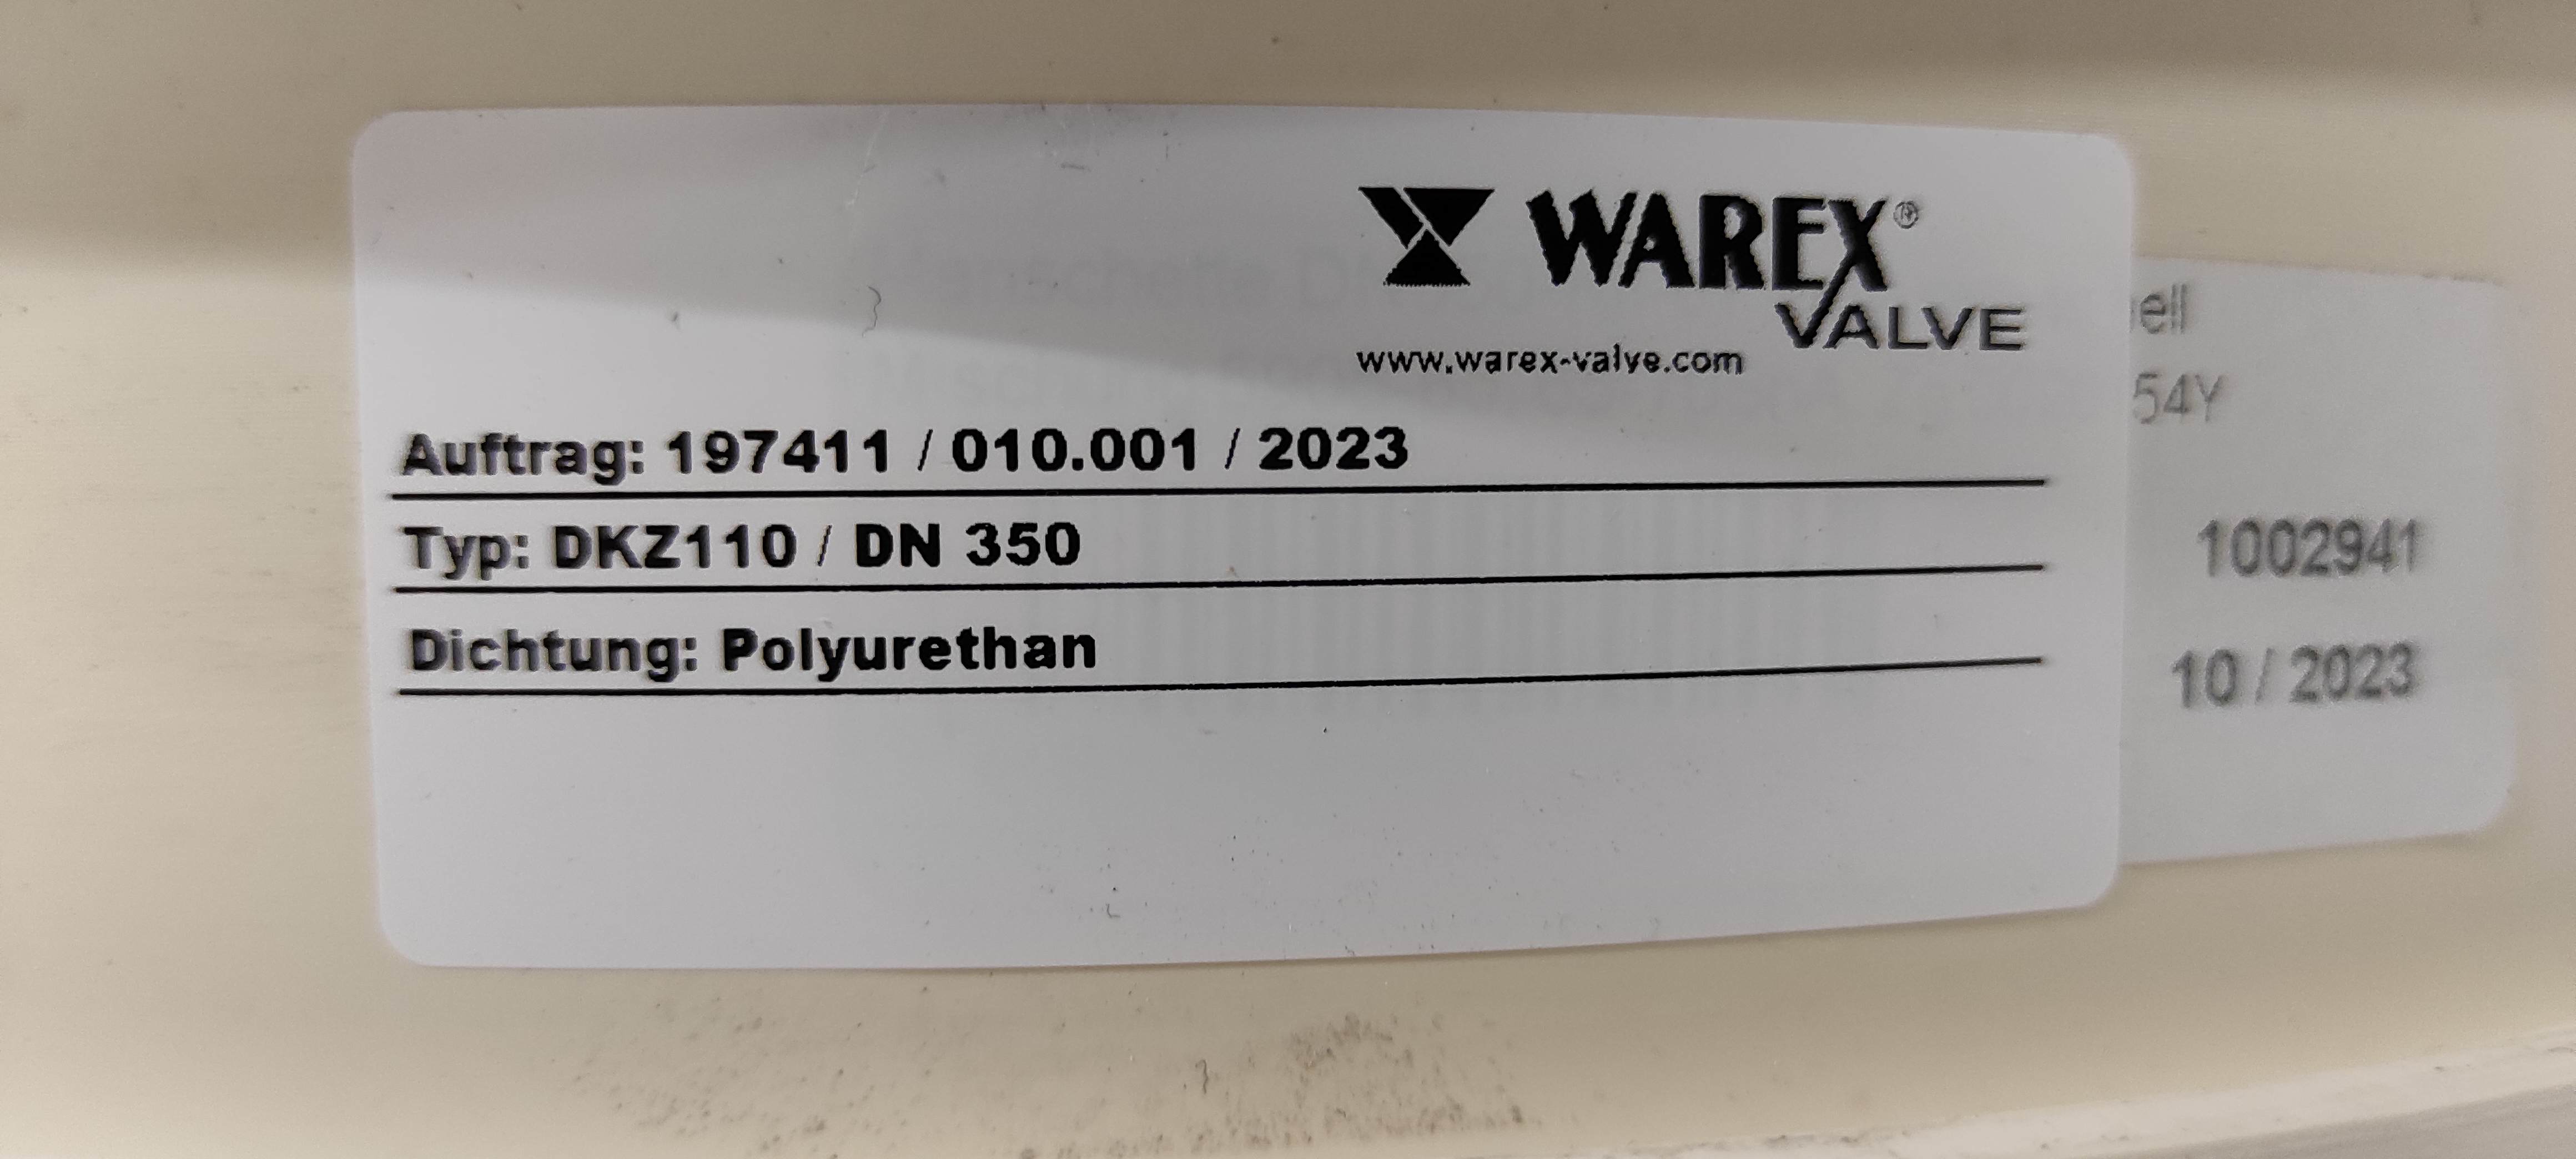 WAREX®
VALVE
www.warex-valve.com
Auftrag: 197411 / 010.001 / 2023
Typ: DKZ110 / DN 350
Dichtung: Polyurethan
ell
54Y
1002941
10 / 2023